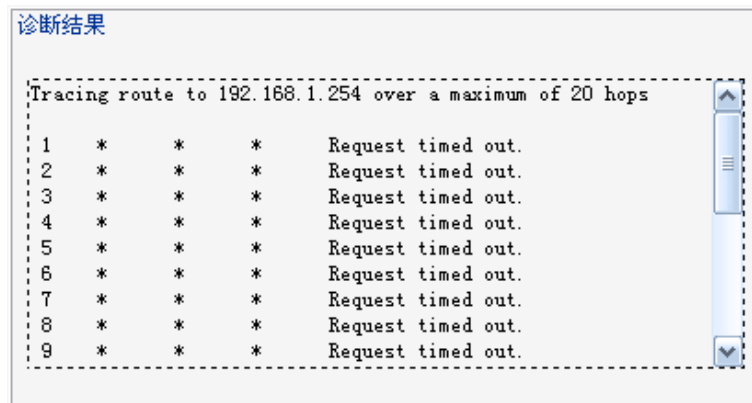 诊断结果
Tracing route to 192.168.1.254 over a maximum of 20 hops
1 * * * Request timed out.
2 * * * Request timed out.
3 * * * Request timed out.
4 * * * Request timed out.
5 * * * Request timed out.
6 * * * Request timed out.
7 * * * Request timed out.
8 * * * Request timed out.
9 * * * Request timed out.